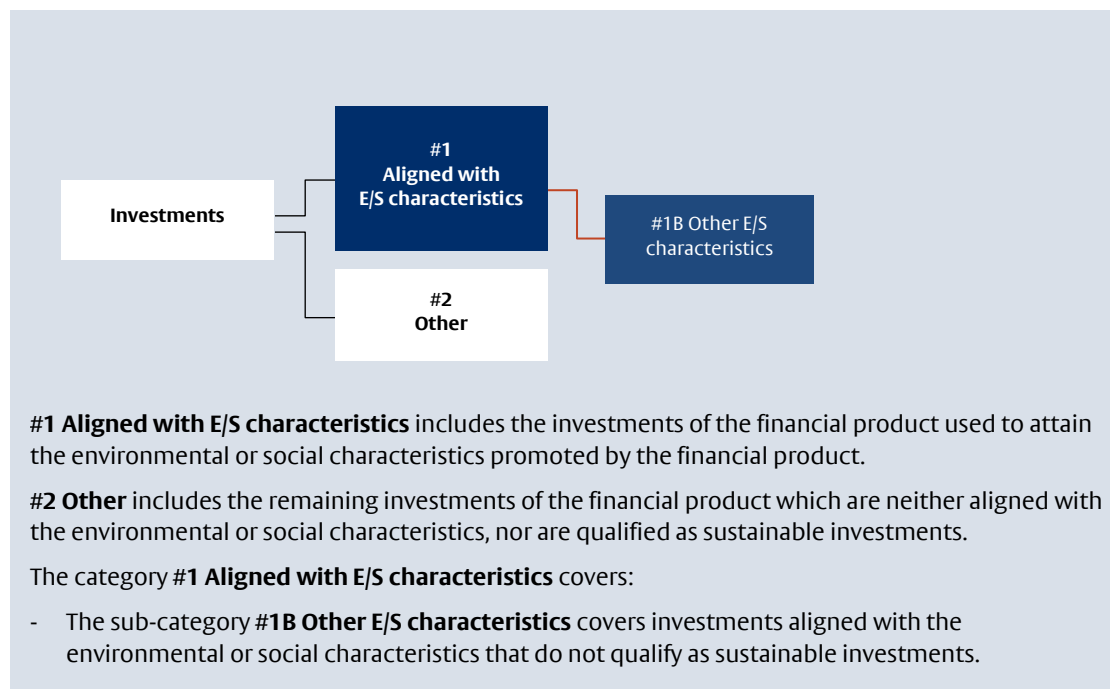 #1
Aligned with
E/S characteristics
Investments
#1B Other E/S
characteristics
#2
Other
#1 Aligned with E/S characteristics includes the investments of the financial product used to attain
the environmental or social characteristics promoted by the financial product.
#2 Other includes the remaining investments of the financial product which are neither aligned with
the environmental or social characteristics, nor are qualified as sustainable investments.
The category #1 Aligned with E/S characteristics covers:
- The sub-category #1B Other E/S characteristics covers investments aligned with the
environmental or social characteristics that do not qualify as sustainable investments.